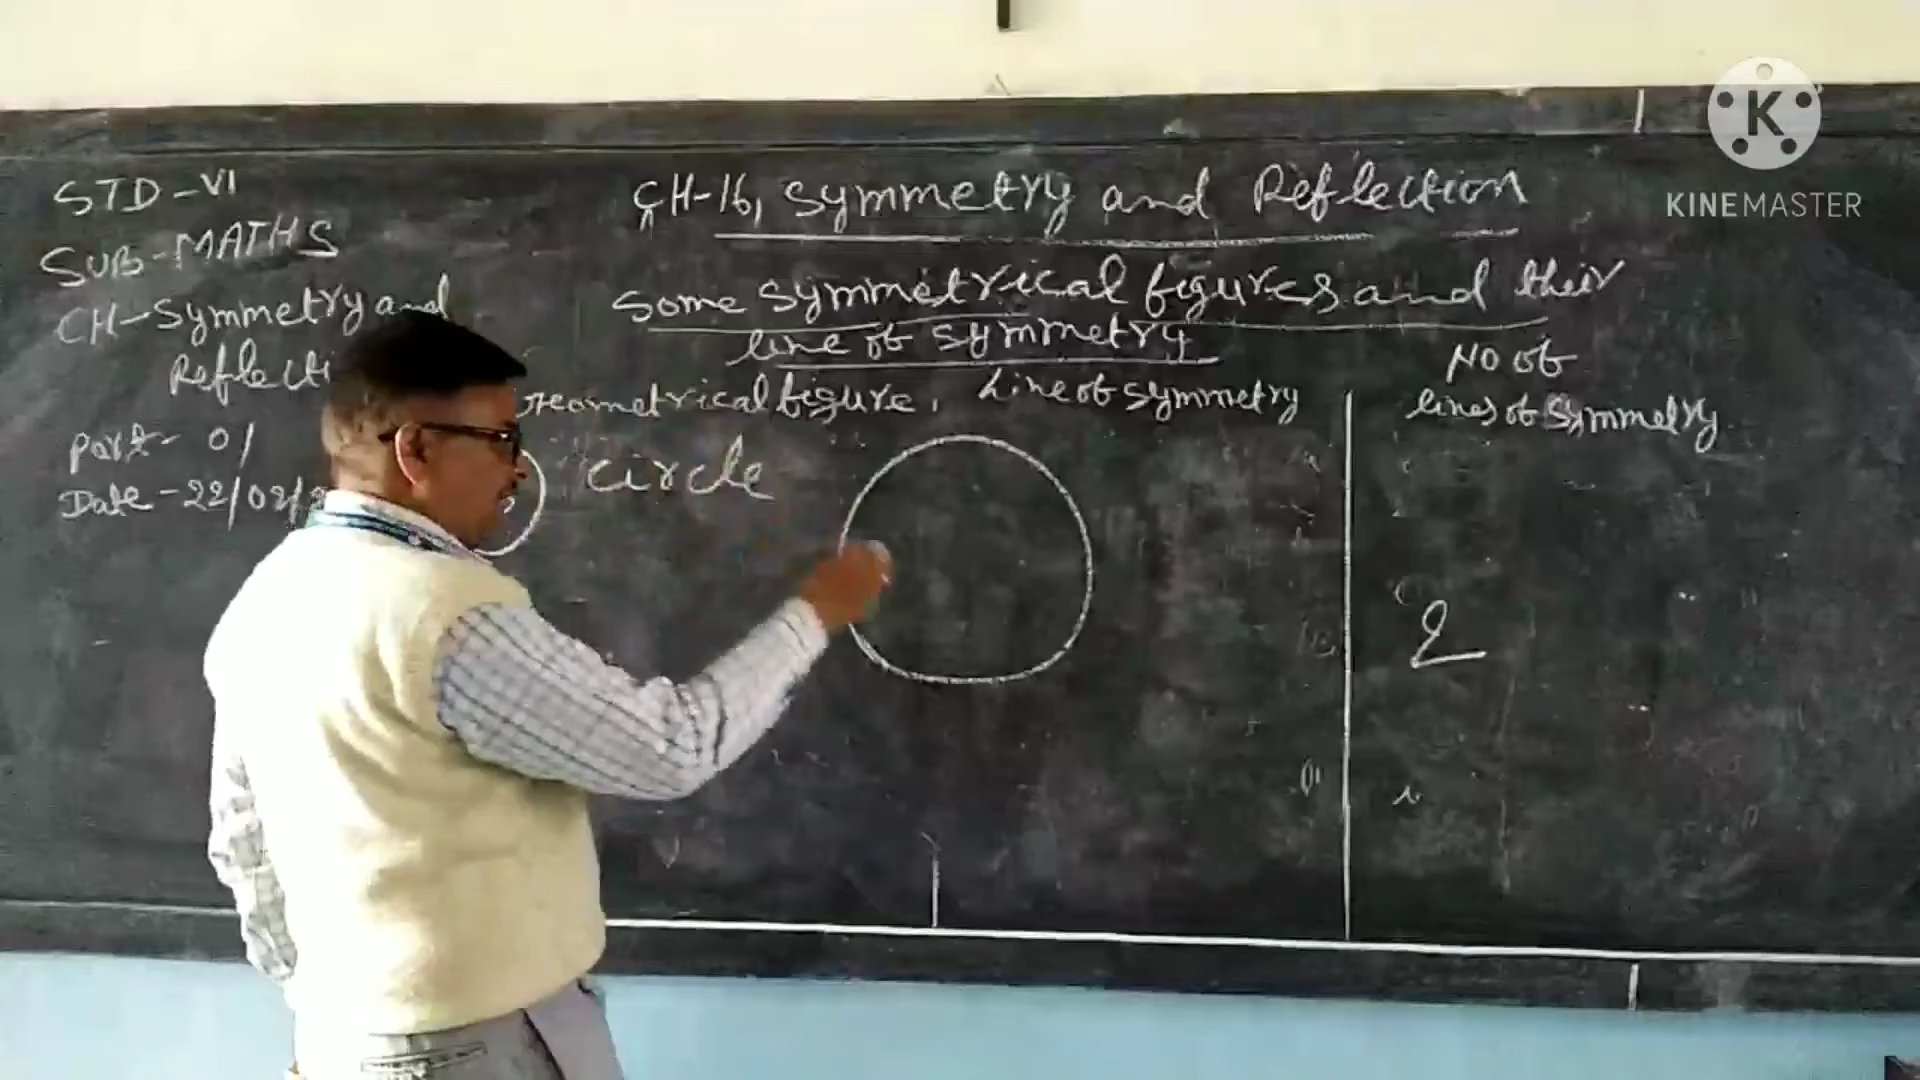 STD-VI
SUB-MATHS
CH-Symmetry and
Reflecti
Part- 01
Date-22/02/
CH-16, Symmetry and Reflection
Some symmetrical figures and their
line of symmetry
Geometrical figure, Line of symmetry
No of
lines of Symmetry
circle
2
K
KINEMASTER